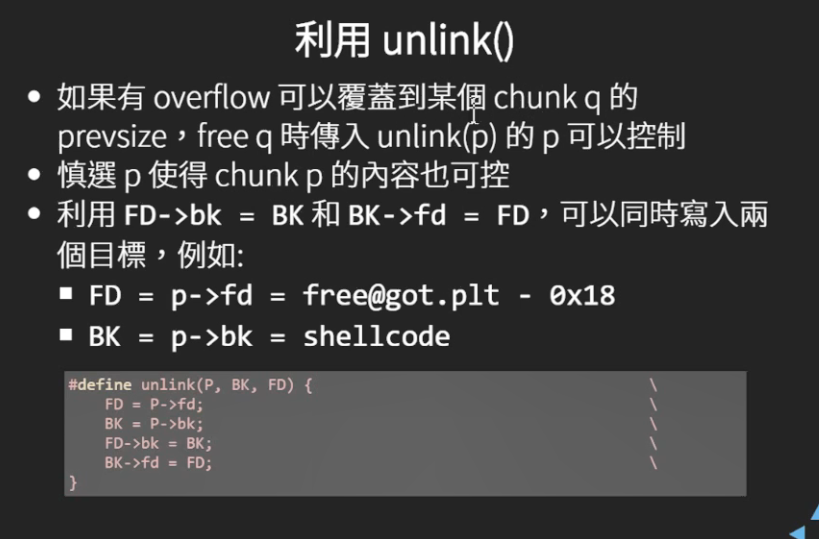 利用 unlink()
• 如果有 overflow 可以覆蓋到某個 chunk q 的
prevsize，free q 時傳入 unlink(p) 的 p 可以控制
• 慎選 p 使得 chunk p 的內容也可控
• 利用 FD->bk = BK 和 BK->fd = FD，可以同時寫入兩
個目標，例如:
▪ FD = p->fd = free@got.plt - 0x18
▪ BK = p->bk = shellcode
#define unlink(P, BK, FD) { \
    FD = P->fd; \
    BK = P->bk; \
    FD->bk = BK; \
    BK->fd = FD; \
}